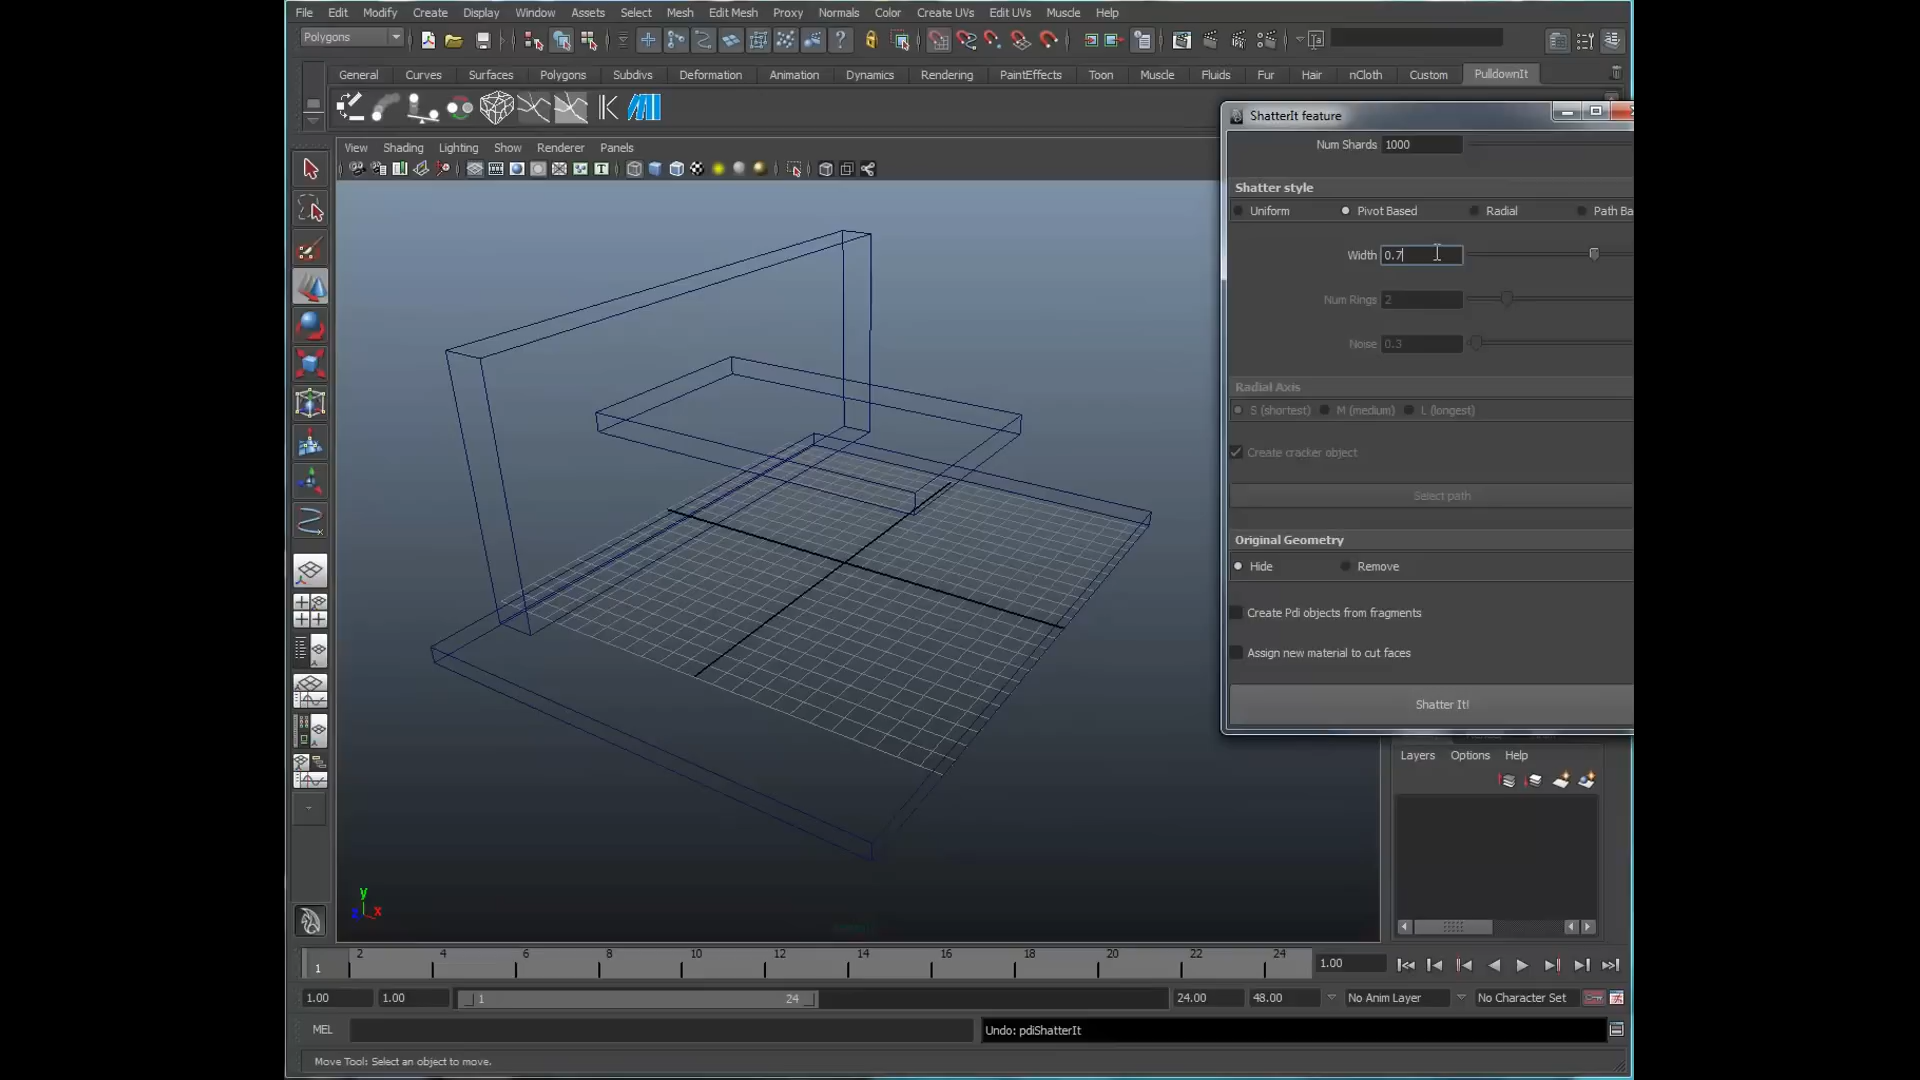 File Edit Modify Create Display Window Assets Select Mesh Edit Mesh Proxy Normals Color Create UVs Edit UVs Muscle Help
Polygons
General Curves Surfaces Polygons Subdivs Deformation Animation Dynamics Rendering PaintEffects Toon Muscle Fluids Fur Hair nCloth Custom PulldownIt
ShatterIt feature
View Shading Lighting Show Renderer Panels
Num Shards 1000
Shatter style
Uniform Pivot Based Radial Path Ba
Width 0.7
Num Rings 2
Noise 0.3
Radial Axis
S (shortest) M (medium) L (longest)
Create cracker object
Select path
Original Geometry
Hide Remove
Create Pdi objects from fragments
Assign new material to cut faces
Shatter It!
Layers Options Help
y
z x
1 2 4 6 8 10 12 14 16 18 20 22 24 1.00
1.00 1.00 1 24 24.00 48.00 No Anim Layer No Character Set
MEL Undo: pdiShatterIt
Move Tool: Select an object to move.